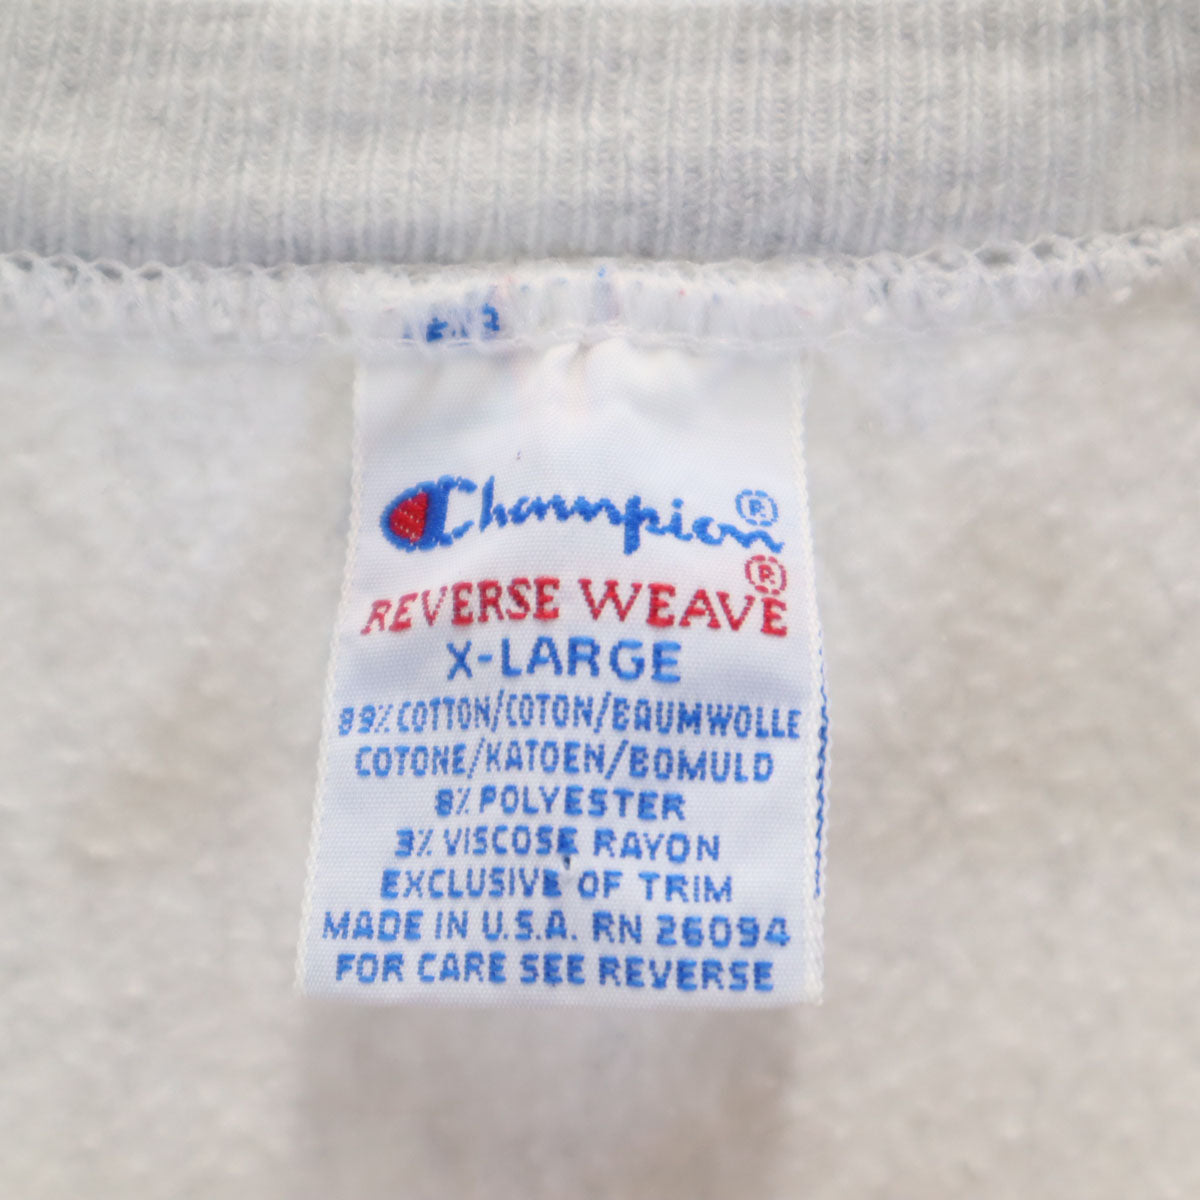 Champion®
REVERSE WEAVE®
X-LARGE
89% COTTON/COTON/BAUMWOLLE
COTONE/KATOEN/BOMULD
8% POLYESTER
3% VISCOSE RAYON
EXCLUSIVE OF TRIM
MADE IN U.S.A. RN 26094
FOR CARE SEE REVERSE